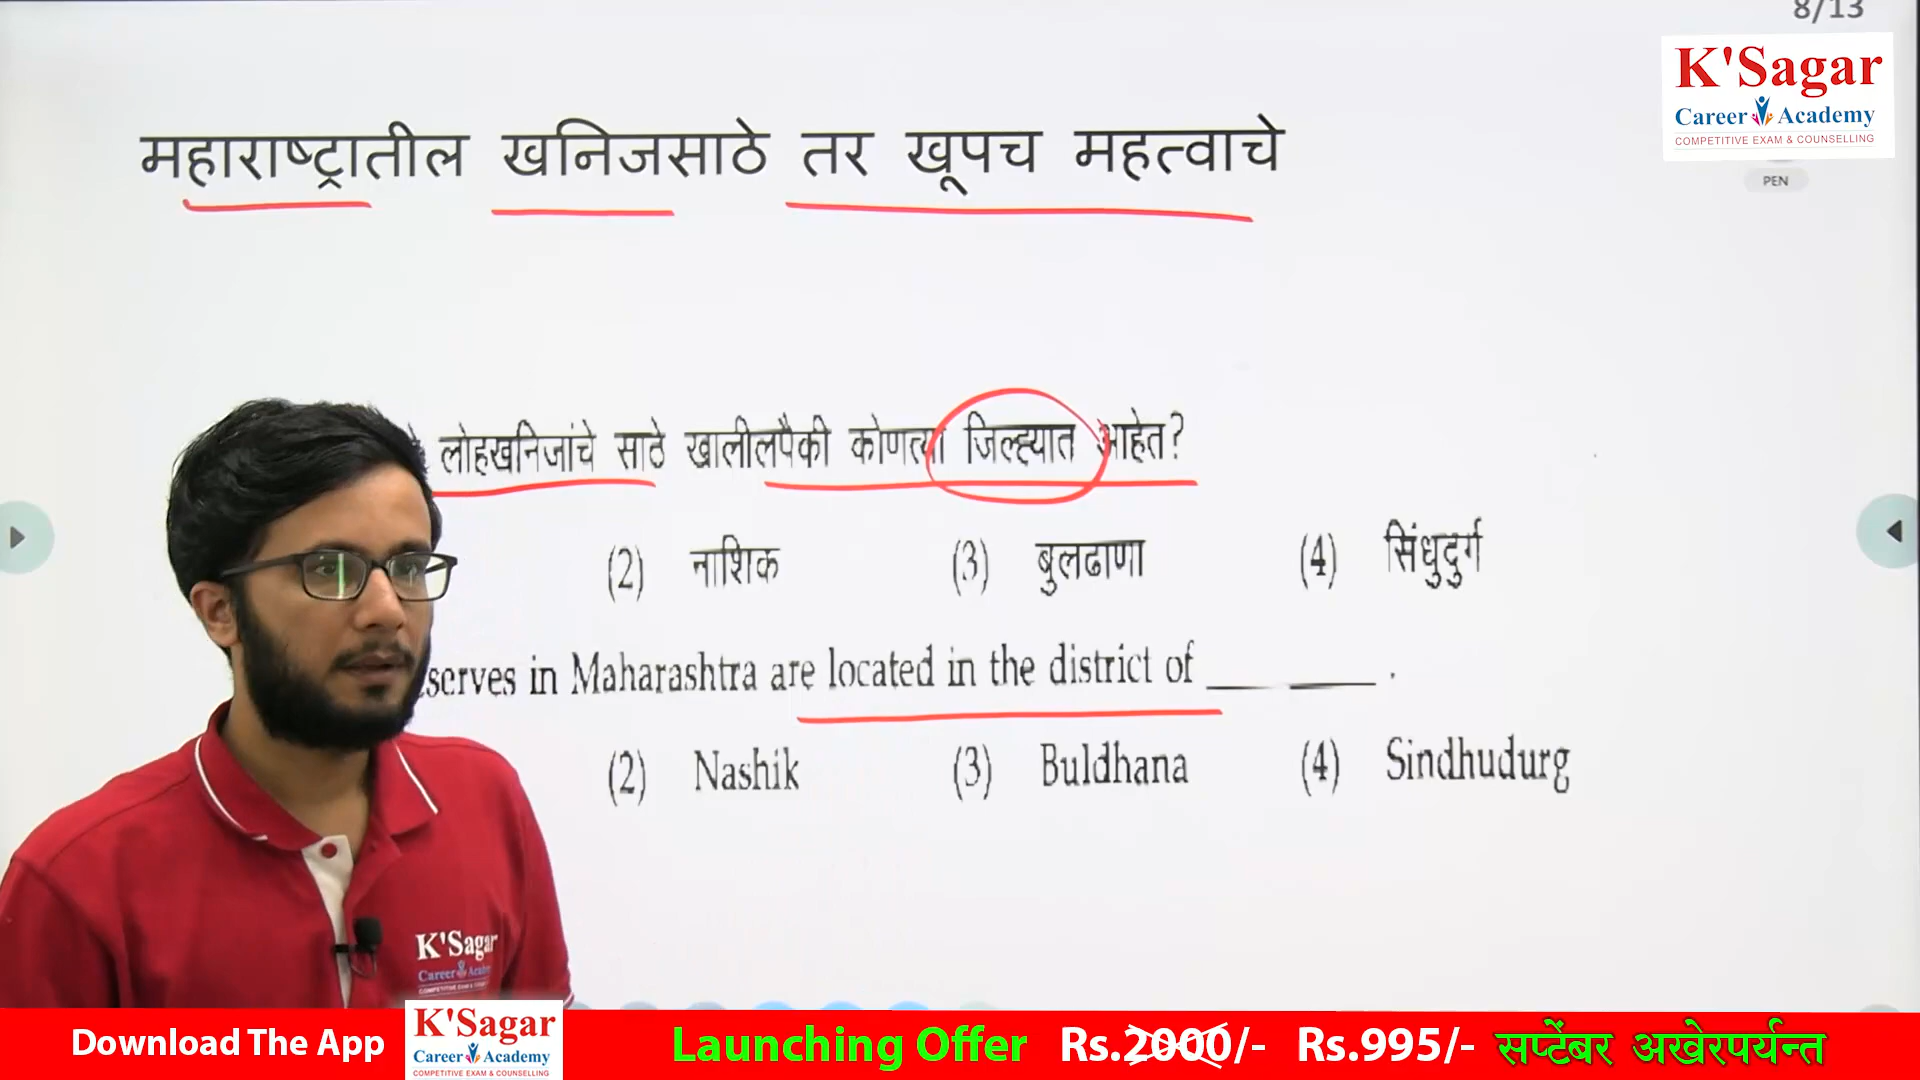 8/13
K'Sagar
Career Academy
COMPETITIVE EXAM & COUNSELLING
PEN
महाराष्ट्रातील खनिजसाठे तर खूपच महत्वाचे
लोहखनिजांचे साठे खालीलपैकी कोणत्या जिल्ह्यात आहेत?
(2) नाशिक (3) बुलढाणा (4) सिंधुदुर्ग
in Maharashtra are located in the district of ________ .
(2) Nashik (3) Buldhana (4) Sindhudurg
K'Sagar
Career
Download The App
K'Sagar
Career Academy
COMPETITIVE EXAM & COUNSELLING
Launching Offer Rs.2000/- Rs.995/- सप्टेंबर अखेरपर्यन्त